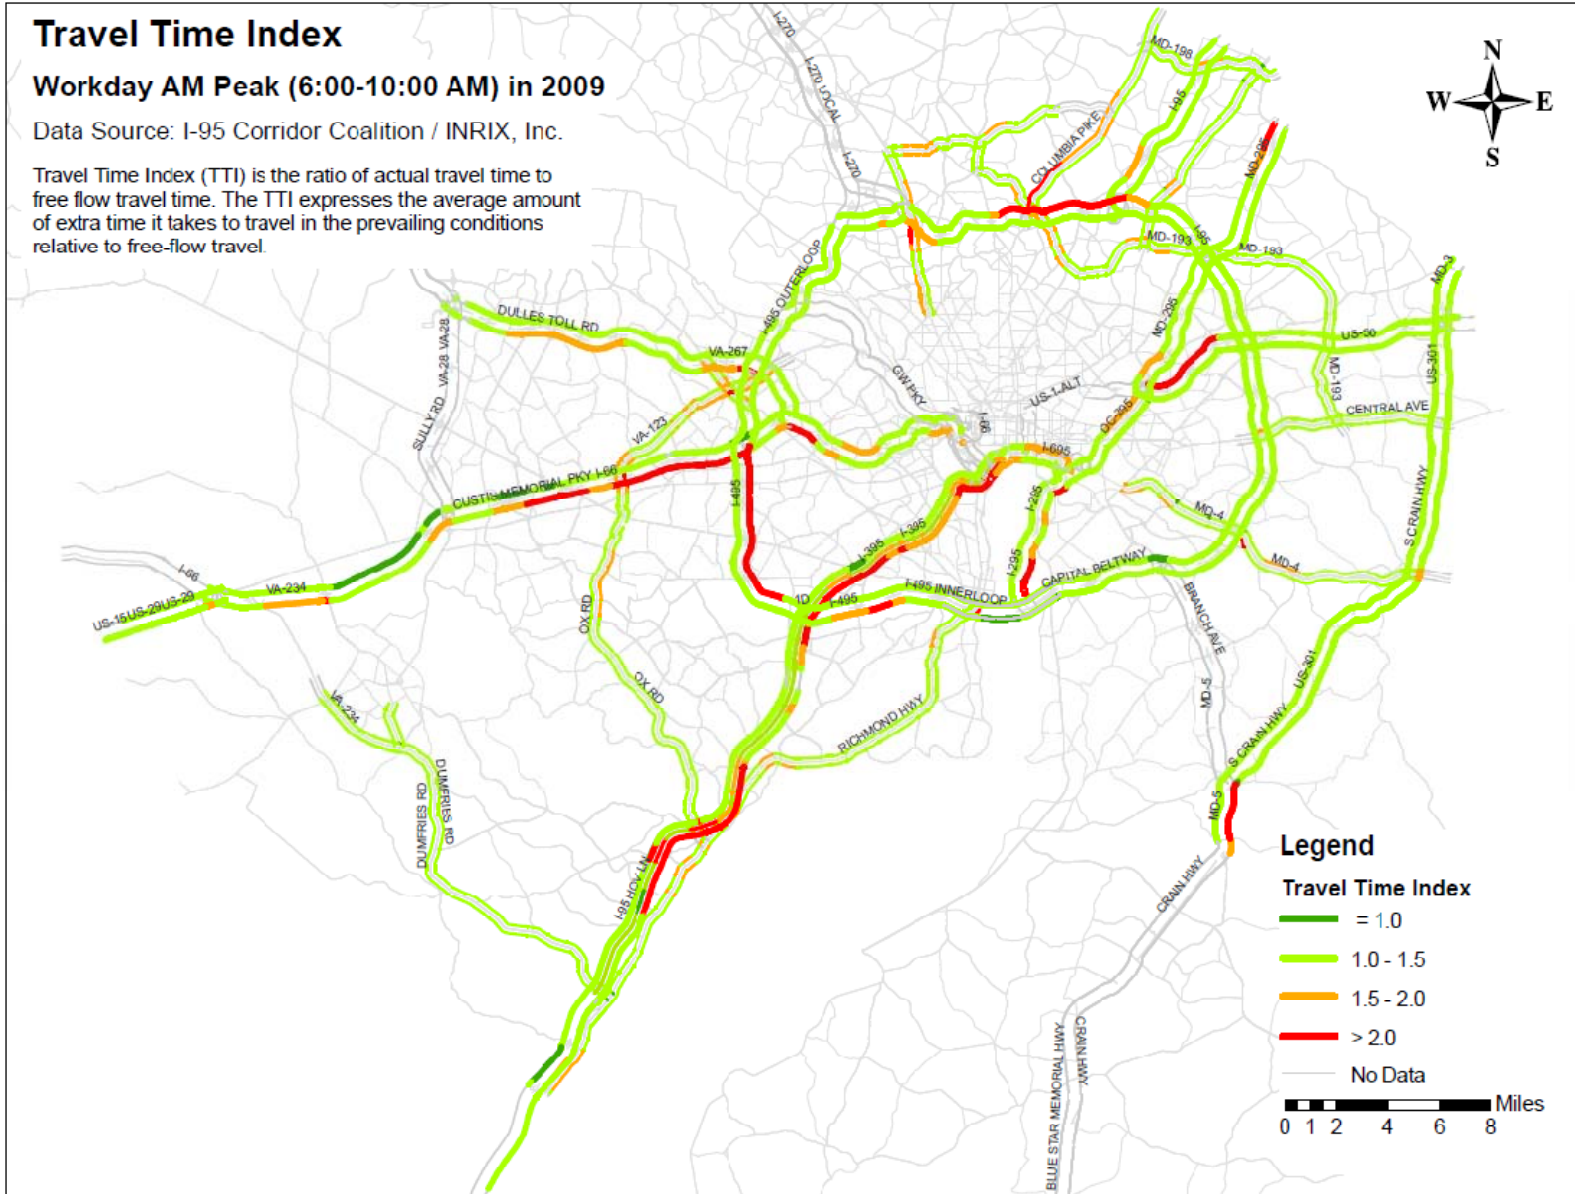 Travel Time Index
Workday AM Peak (6:00-10:00 AM) in 2009
Data Source: I-95 Corridor Coalition / INRIX, Inc.
Travel Time Index (TTI) is the ratio of actual travel time to
free flow travel time. The TTI expresses the average amount
of extra time it takes to travel in the prevailing conditions
relative to free-flow travel.
N
W
E
S
I-270
I-270 LOCAL
I-270
MD-198
I-95
COLUMBIA PIKE
MD-295
I-95
MD-193
MD-193
MD-3
I-495 OUTERLOOP
DULLES TOLL RD
VA-267
VA-28
VA-28
SULLY RD
MD-295
US-50
US-301
MD-193
GW PKY
US-1-ALT
CENTRAL AVE
I-66
DC-295
I-695
VA-123
CUSTIS MEMORIAL PKY I-66
I-495
I-295
MD-4
S CRAIN HWY
I-395
I-395
I-295
CAPITAL BELTWAY
MD-4
I-66
VA-234
US-15US-29US-29
I-495
I-495 INNERLOOP
OX RD
BRANCH AVE
OX RD
US-301
VA-234
MD-5
RICHMOND HWY
S CRAIN HWY
DUMFRIES RD
DUMFRIES RD
MD-5
I-95 HOV LN
CRAIN HWY
BLUE STAR MEMORIAL HWY
CRAIN HWY
Legend
Travel Time Index
= 1.0
1.0 - 1.5
1.5 - 2.0
> 2.0
No Data
Miles
0 1 2 4 6 8